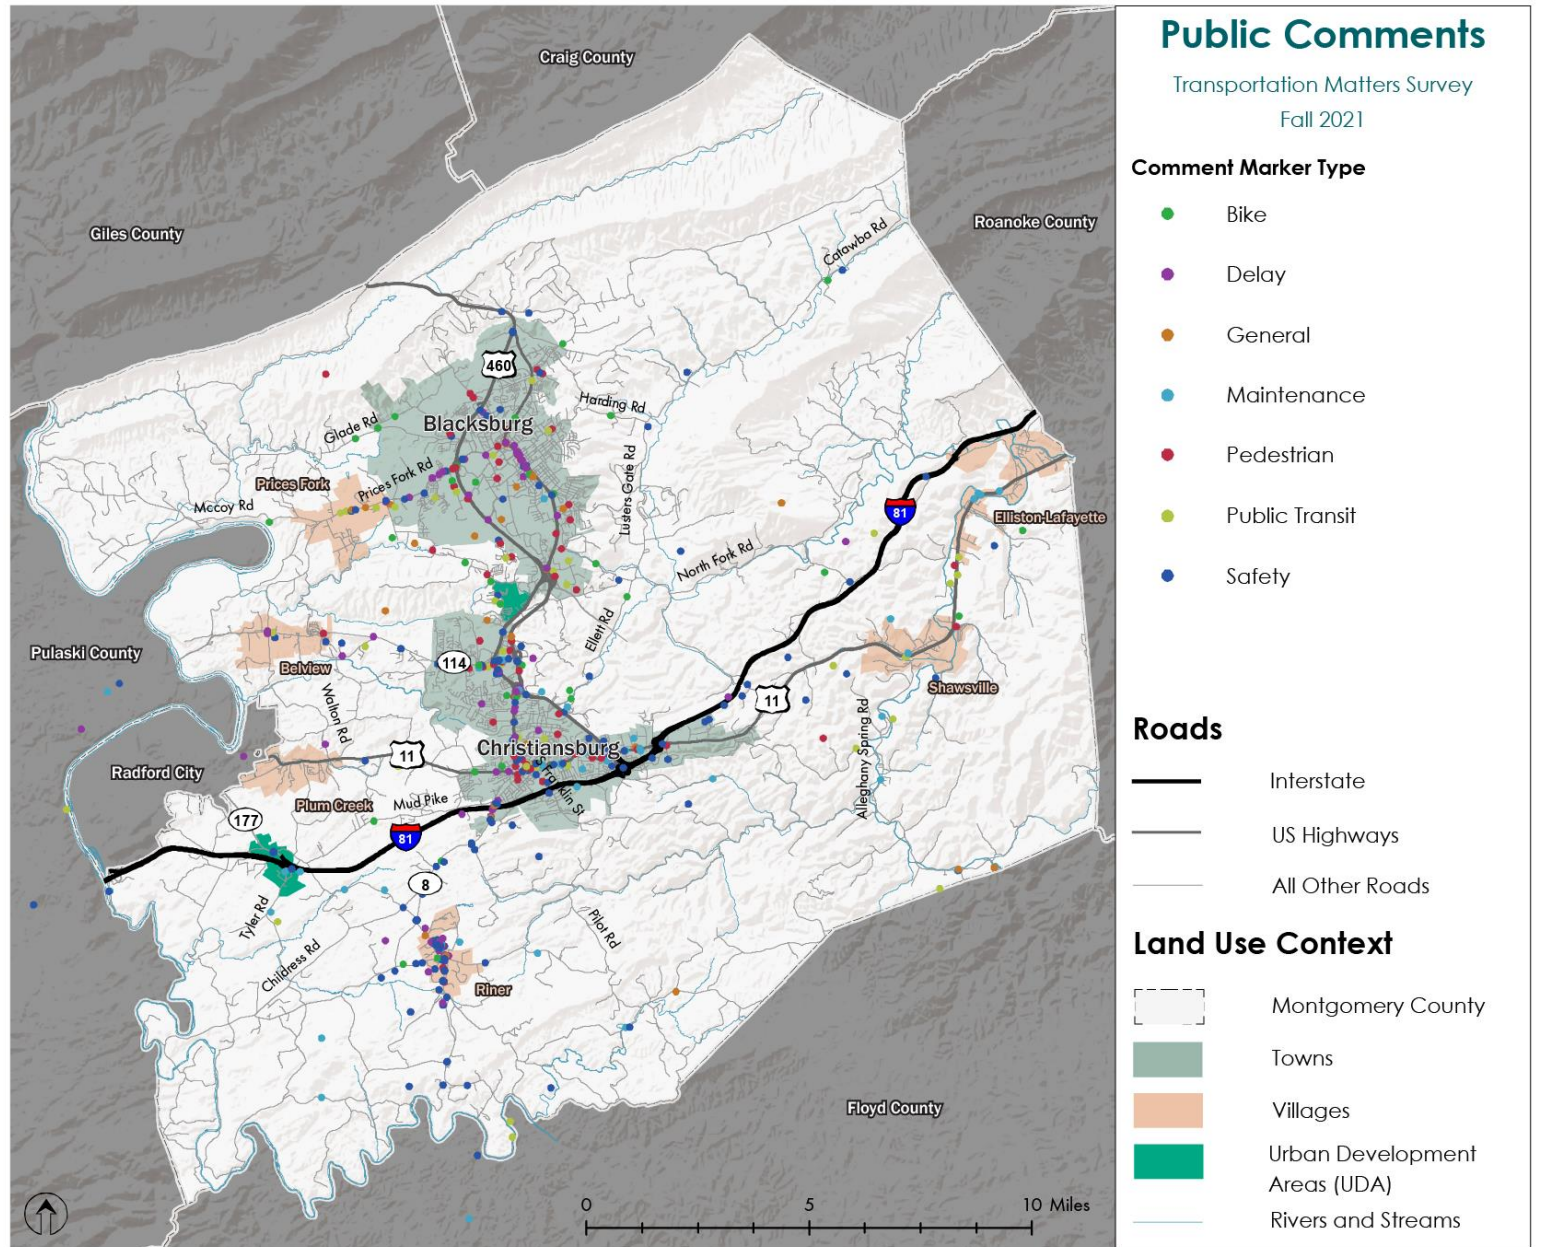 Craig County
Giles County
Roanoke County
Catawba Rd
460
Harding Rd
Blacksburg
Glade Rd
Lusters Gate Rd
Prices Fork
Prices Fork Rd
Mccoy Rd
81
Elliston-Lafayette
North Fork Rd
Ellett Rd
Pulaski County
Belview
114
Shawsville
Walton Rd
11
Alleghany Spring Rd
Christiansburg
11
Radford City
S Franklin St
Plum Creek
Mud Pike
177
81
8
Tyler Rd
Pilot Rd
Childress Rd
Riner
Floyd County
0 5 10 Miles
Public Comments
Transportation Matters Survey
Fall 2021
Comment Marker Type
Bike
Delay
General
Maintenance
Pedestrian
Public Transit
Safety
Roads
Interstate
US Highways
All Other Roads
Land Use Context
Montgomery County
Towns
Villages
Urban Development
Areas (UDA)
Rivers and Streams